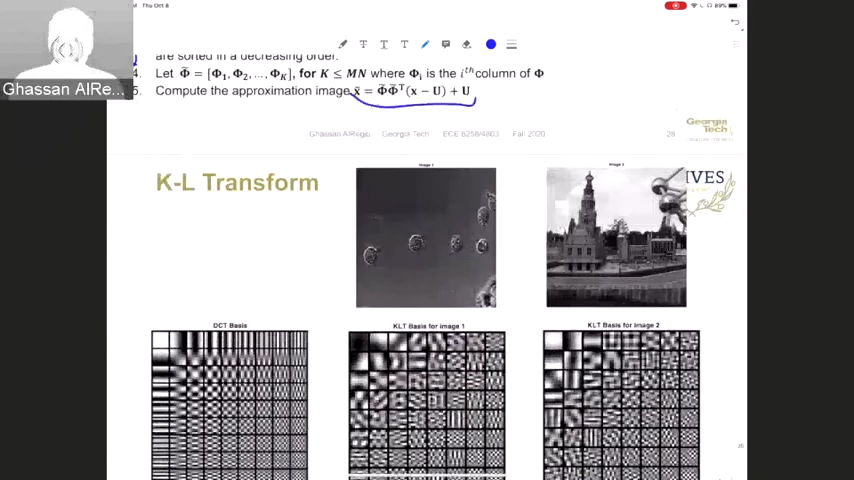 Thu Oct 8
89%
are sorted in a decreasing order.
4. Let Φ̃ = [Φ₁, Φ₂, ..., Φ_K], for K ≤ MN where Φᵢ is the iᵗʰ column of Φ
5. Compute the approximation image x̃ = Φ̃Φ̃ᵀ(x − U) + U
Ghassan AlRe...
Ghassan AlRegib Georgia Tech ECE 6258/4803 Fall 2020 28
Georgia Tech
K-L Transform
IVES
Image 1
DCT Basis
KLT Basis for image 1
KLT Basis for image 2